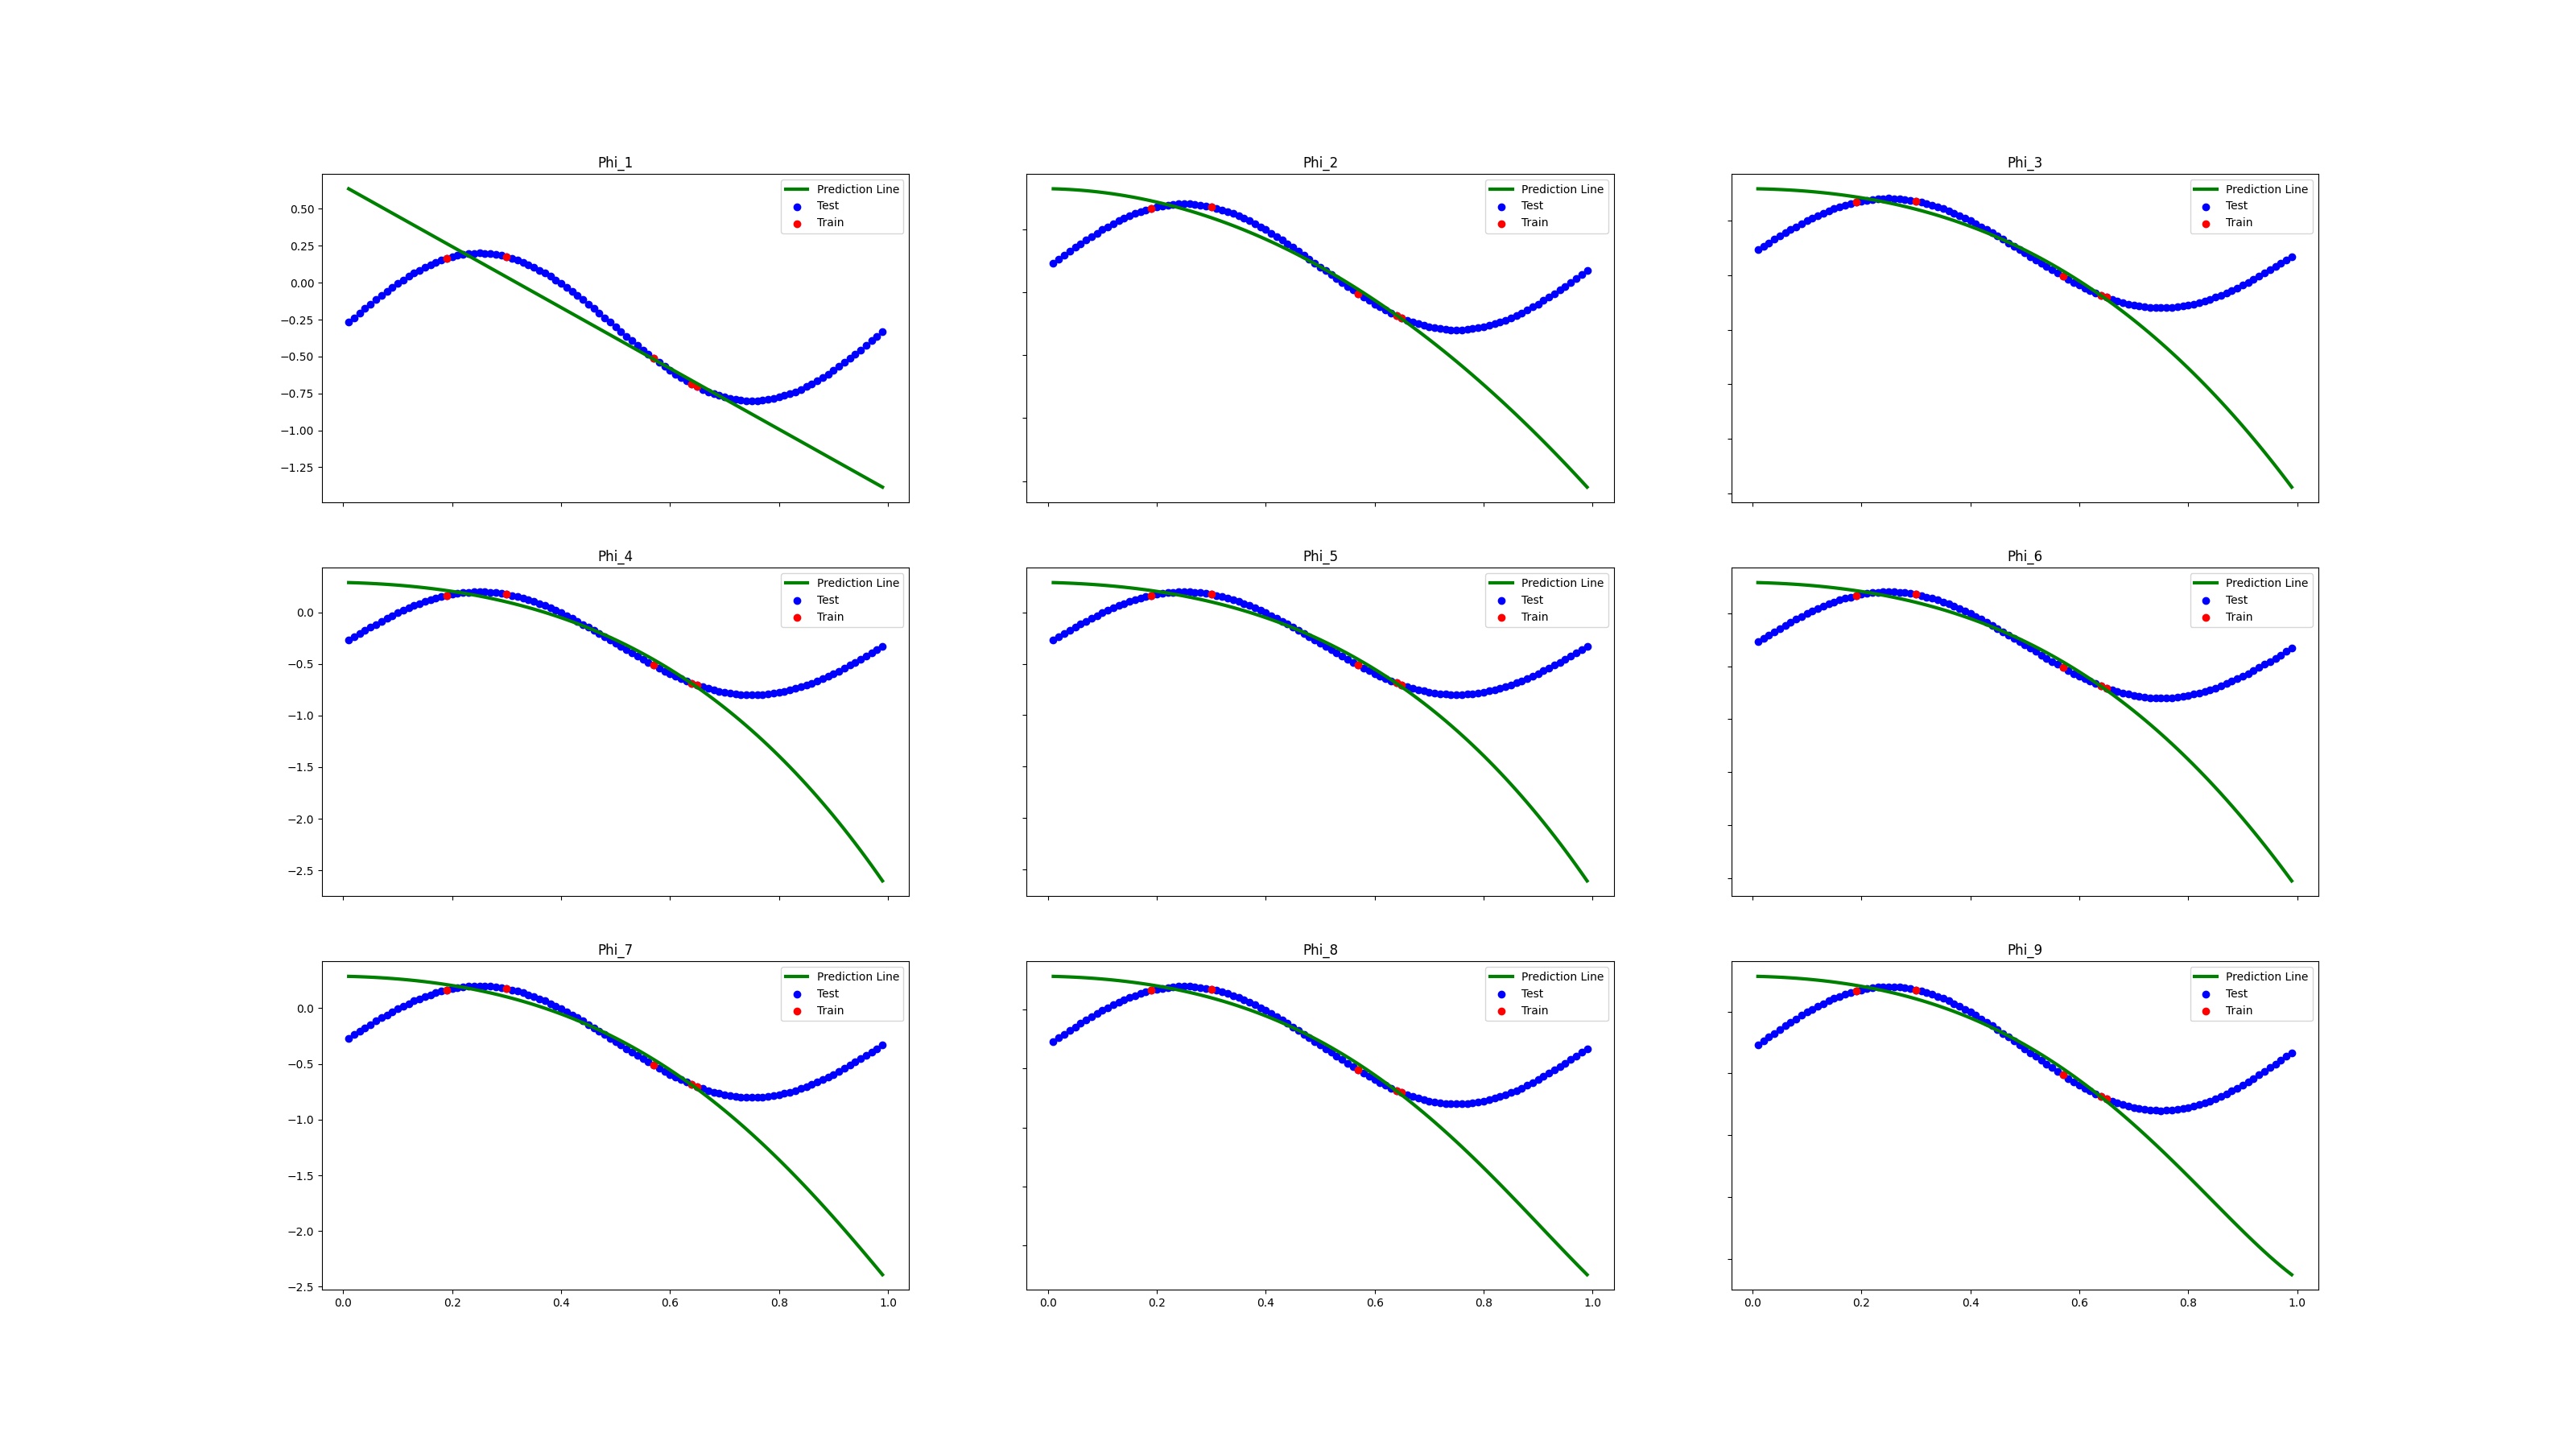 Phi_1
Prediction Line
Test
Train
0.50
0.25
0.00
−0.25
−0.50
−0.75
−1.00
−1.25
Phi_2
Prediction Line
Test
Train
Phi_3
Prediction Line
Test
Train
Phi_4
Prediction Line
Test
Train
0.0
−0.5
−1.0
−1.5
−2.0
−2.5
Phi_5
Prediction Line
Test
Train
Phi_6
Prediction Line
Test
Train
Phi_7
Prediction Line
Test
Train
0.0
−0.5
−1.0
−1.5
−2.0
−2.5
0.0 0.2 0.4 0.6 0.8 1.0
Phi_8
Prediction Line
Test
Train
0.0 0.2 0.4 0.6 0.8 1.0
Phi_9
Prediction Line
Test
Train
0.0 0.2 0.4 0.6 0.8 1.0